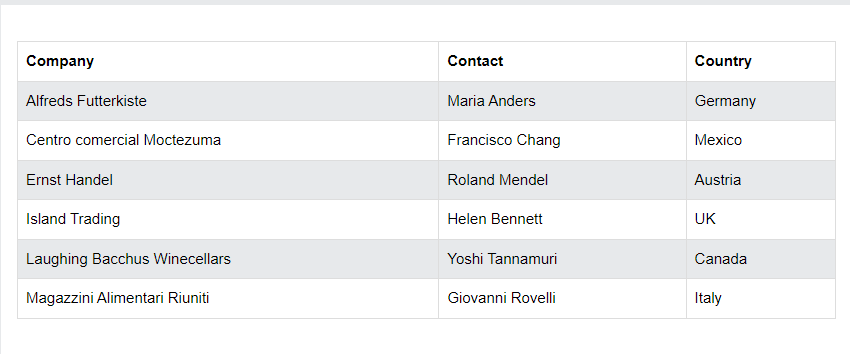 Company Contact Country
Alfreds Futterkiste Maria Anders Germany
Centro comercial Moctezuma Francisco Chang Mexico
Ernst Handel Roland Mendel Austria
Island Trading Helen Bennett UK
Laughing Bacchus Winecellars Yoshi Tannamuri Canada
Magazzini Alimentari Riuniti Giovanni Rovelli Italy